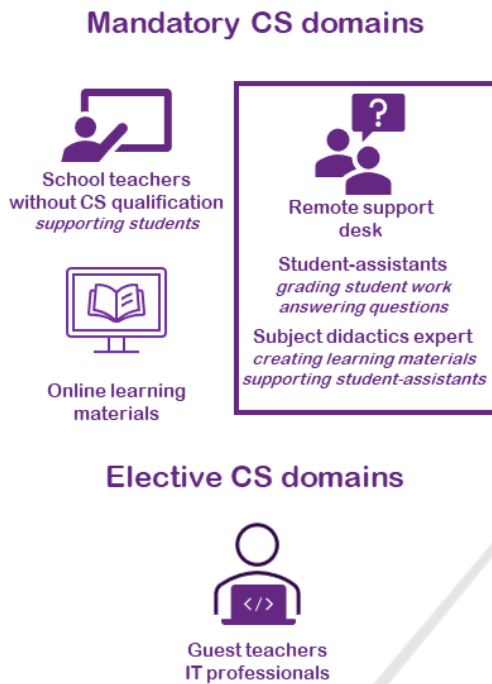 Mandatory CS domains
School teachers
without CS qualification
supporting students
Online learning
materials
?
Remote support
desk
Student-assistants
grading student work
answering questions
Subject didactics expert
creating learning materials
supporting student-assistants
Elective CS domains
</>
Guest teachers
IT professionals